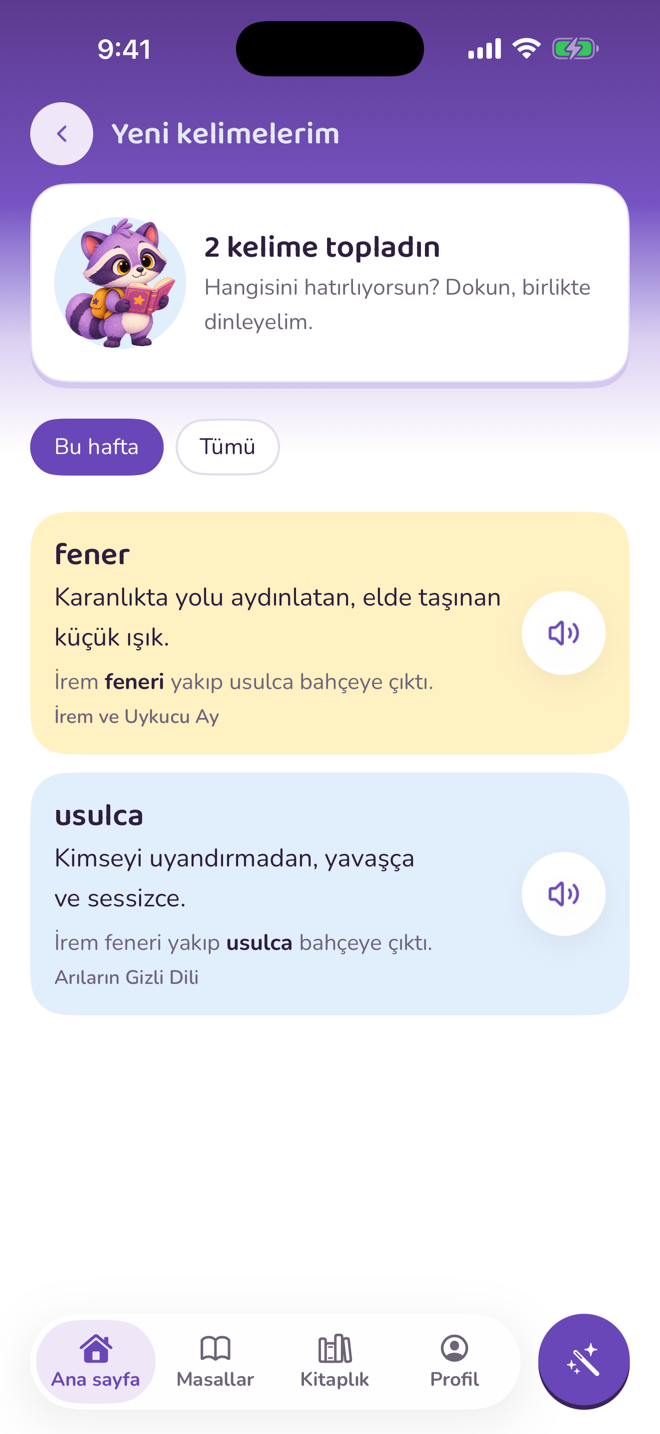 9:41
Yeni kelimelerim
2 kelime topladın
Hangisini hatırlıyorsun? Dokun, birlikte
dinleyelim.
Bu hafta
Tümü
fener
Karanlıkta yolu aydınlatan, elde taşınan
küçük ışık.
İrem feneri yakıp usulca bahçeye çıktı.
İrem ve Uykucu Ay
usulca
Kimseyi uyandırmadan, yavaşça
ve sessizce.
İrem feneri yakıp usulca bahçeye çıktı.
Arıların Gizli Dili
Ana sayfa
Masallar
Kitaplık
Profil